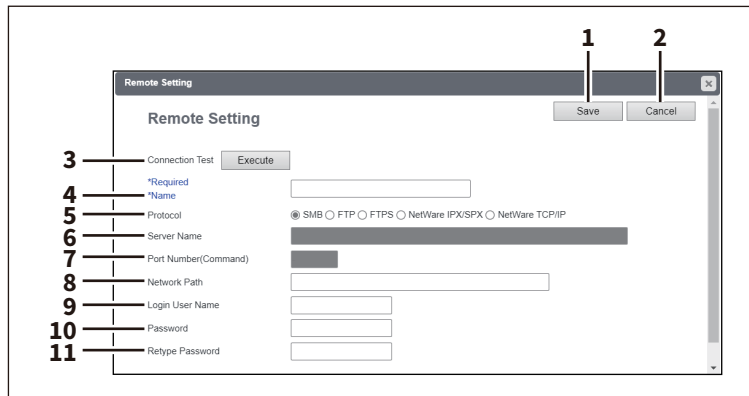 1 2
Remote Setting
Remote Setting
Save Cancel
3 Connection Test Execute
*Required
4 *Name
5 Protocol SMB FTP FTPS NetWare IPX/SPX NetWare TCP/IP
6 Server Name
7 Port Number(Command)
8 Network Path
9 Login User Name
10 Password
11 Retype Password